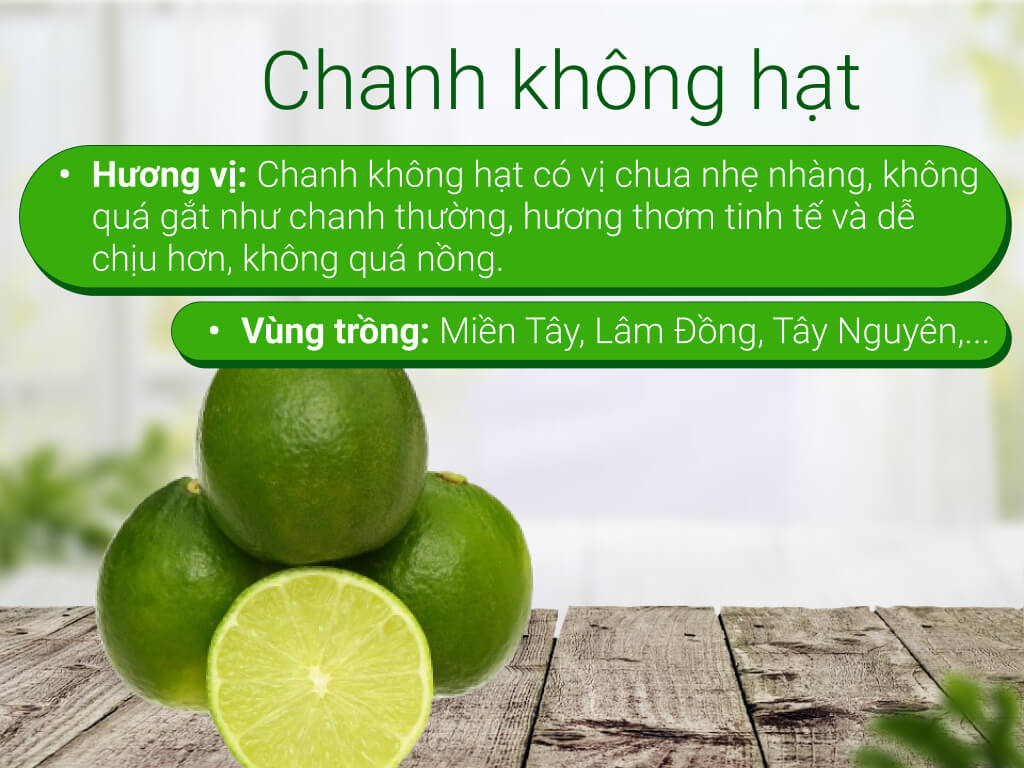 Chanh không hạt
• Hương vị: Chanh không hạt có vị chua nhẹ nhàng, không
quá gắt như chanh thường, hương thơm tinh tế và dễ
chịu hơn, không quá nồng.
• Vùng trồng: Miền Tây, Lâm Đồng, Tây Nguyên,...